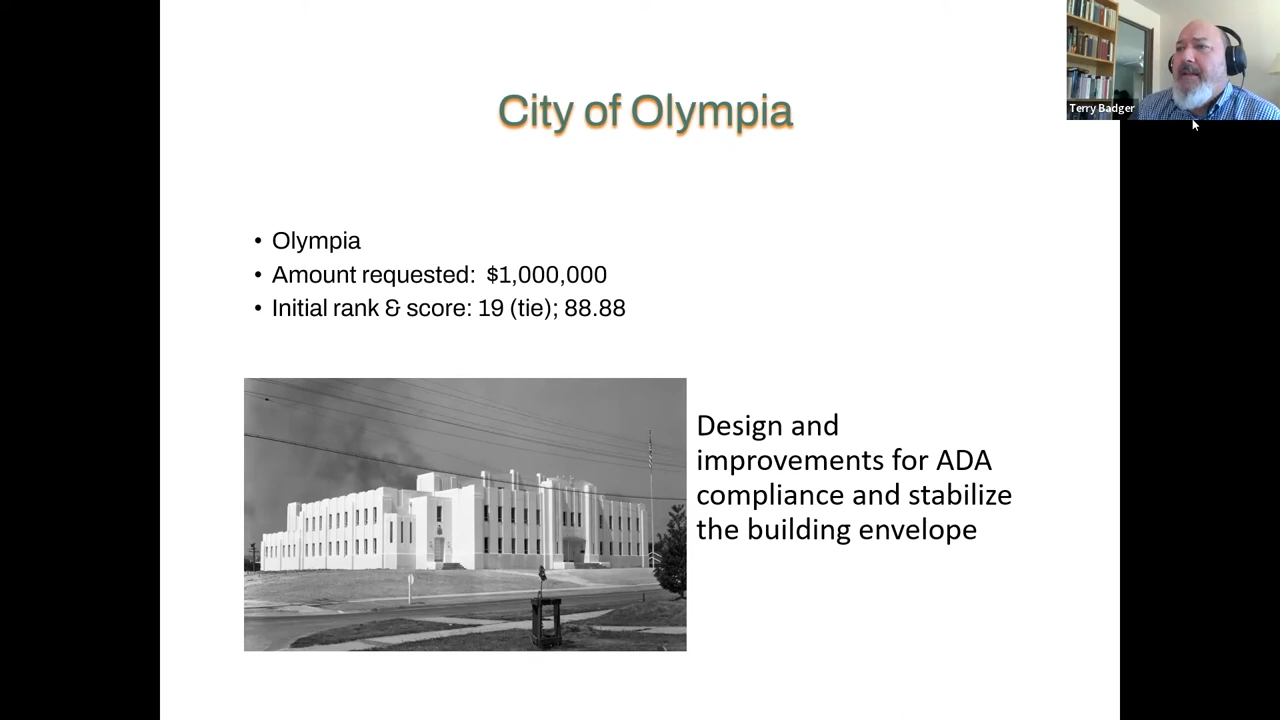 City of Olympia
Terry Badger
• Olympia
• Amount requested: $1,000,000
• Initial rank & score: 19 (tie); 88.88
Design and
improvements for ADA
compliance and stabilize
the building envelope